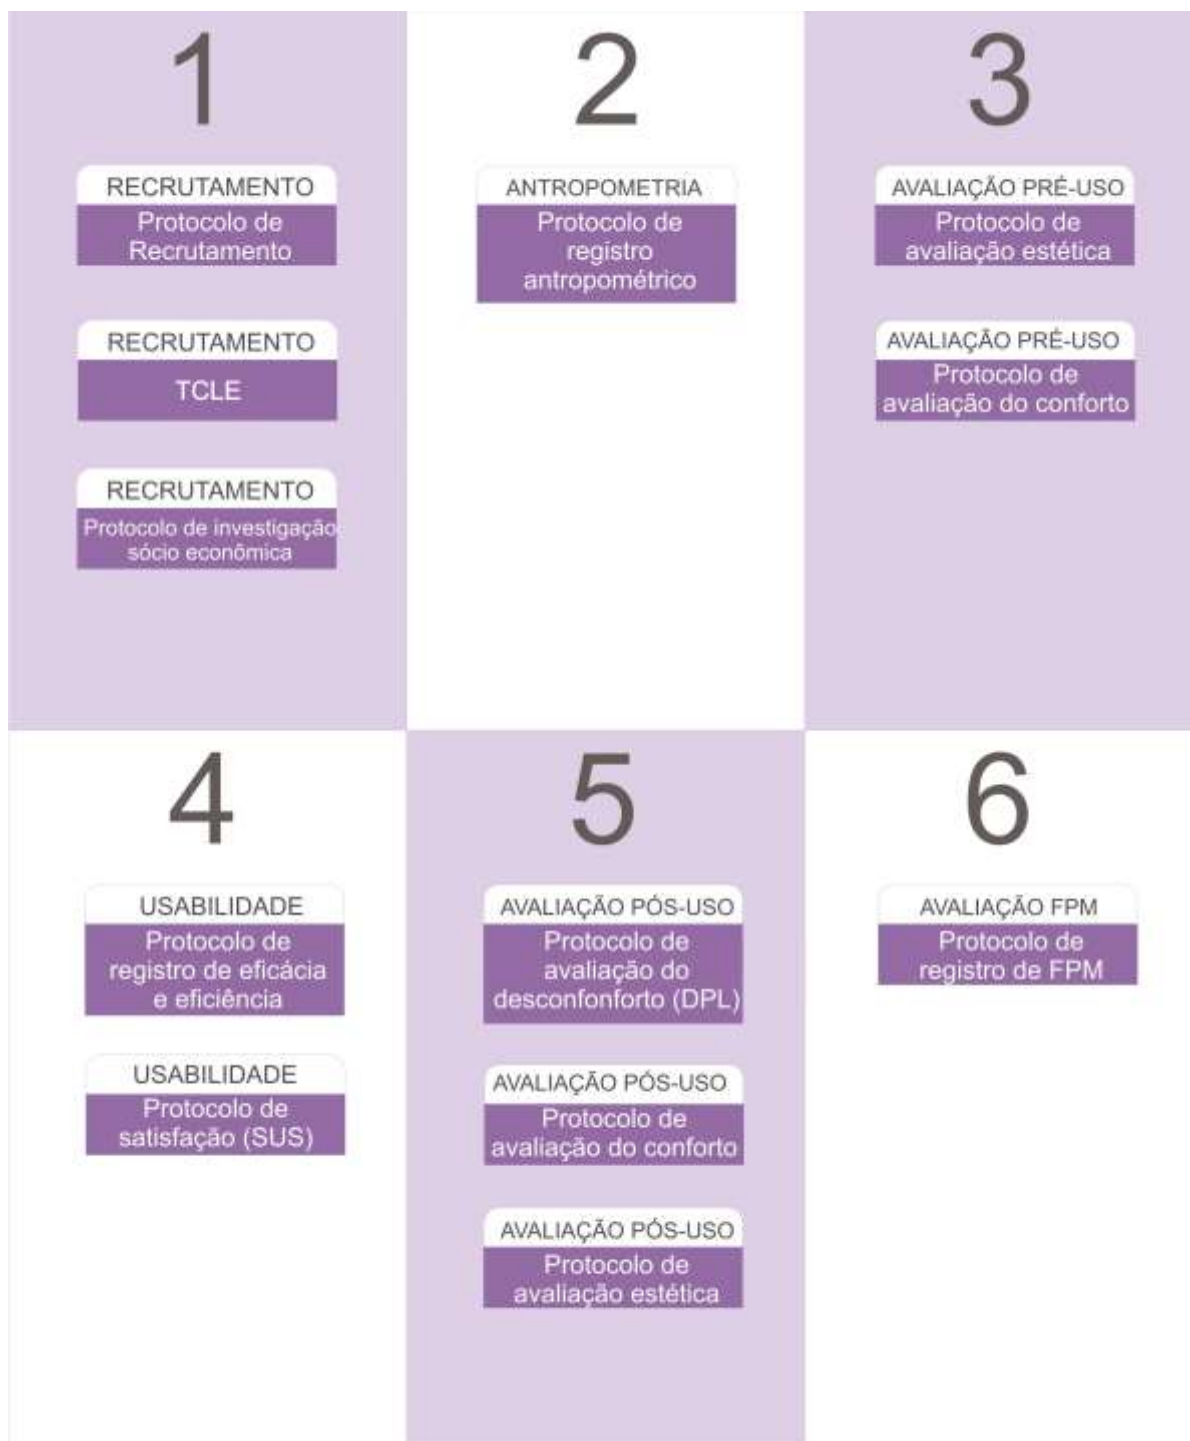 1
RECRUTAMENTO
Protocolo de
Recrutamento
RECRUTAMENTO
TCLE
RECRUTAMENTO
Protocolo de investigação
sócio econômica
2
ANTROPOMETRIA
Protocolo de
registro
antropométrico
3
AVALIAÇÃO PRÉ-USO
Protocolo de
avaliação estética
AVALIAÇÃO PRÉ-USO
Protocolo de
avaliação do conforto
4
USABILIDADE
Protocolo de
registro de eficácia
e eficiência
USABILIDADE
Protocolo de
satisfação (SUS)
5
AVALIAÇÃO PÓS-USO
Protocolo de
avaliação do
desconfonforto (DPL)
AVALIAÇÃO PÓS-USO
Protocolo de
avaliação do conforto
AVALIAÇÃO PÓS-USO
Protocolo de
avaliação estética
6
AVALIAÇÃO FPM
Protocolo de
registro de FPM